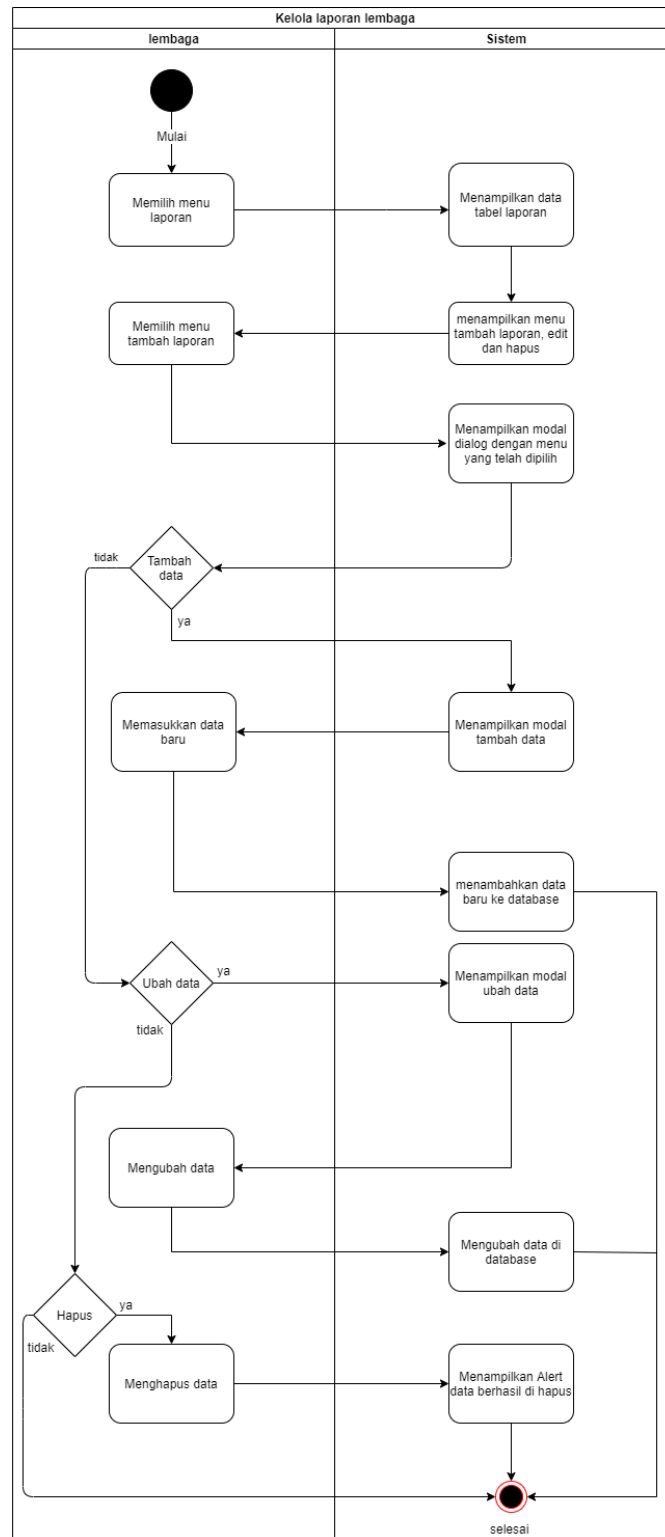 Kelola laporan lembaga
lembaga
Sistem
Mulai
Memilih menu
laporan
Menampilkan data
tabel laporan
Memilih menu
tambah laporan
menampilkan menu
tambah laporan, edit
dan hapus
Menampilkan modal
dialog dengan menu
yang telah dipilih
tidak
Tambah
data
ya
Memasukkan data
baru
Menampilkan modal
tambah data
menambahkan data
baru ke database
Ubah data
ya
tidak
Menampilkan modal
ubah data
Mengubah data
Mengubah data di
database
Hapus
ya
tidak
Menghapus data
Menampilkan Alert
data berhasil di hapus
selesai